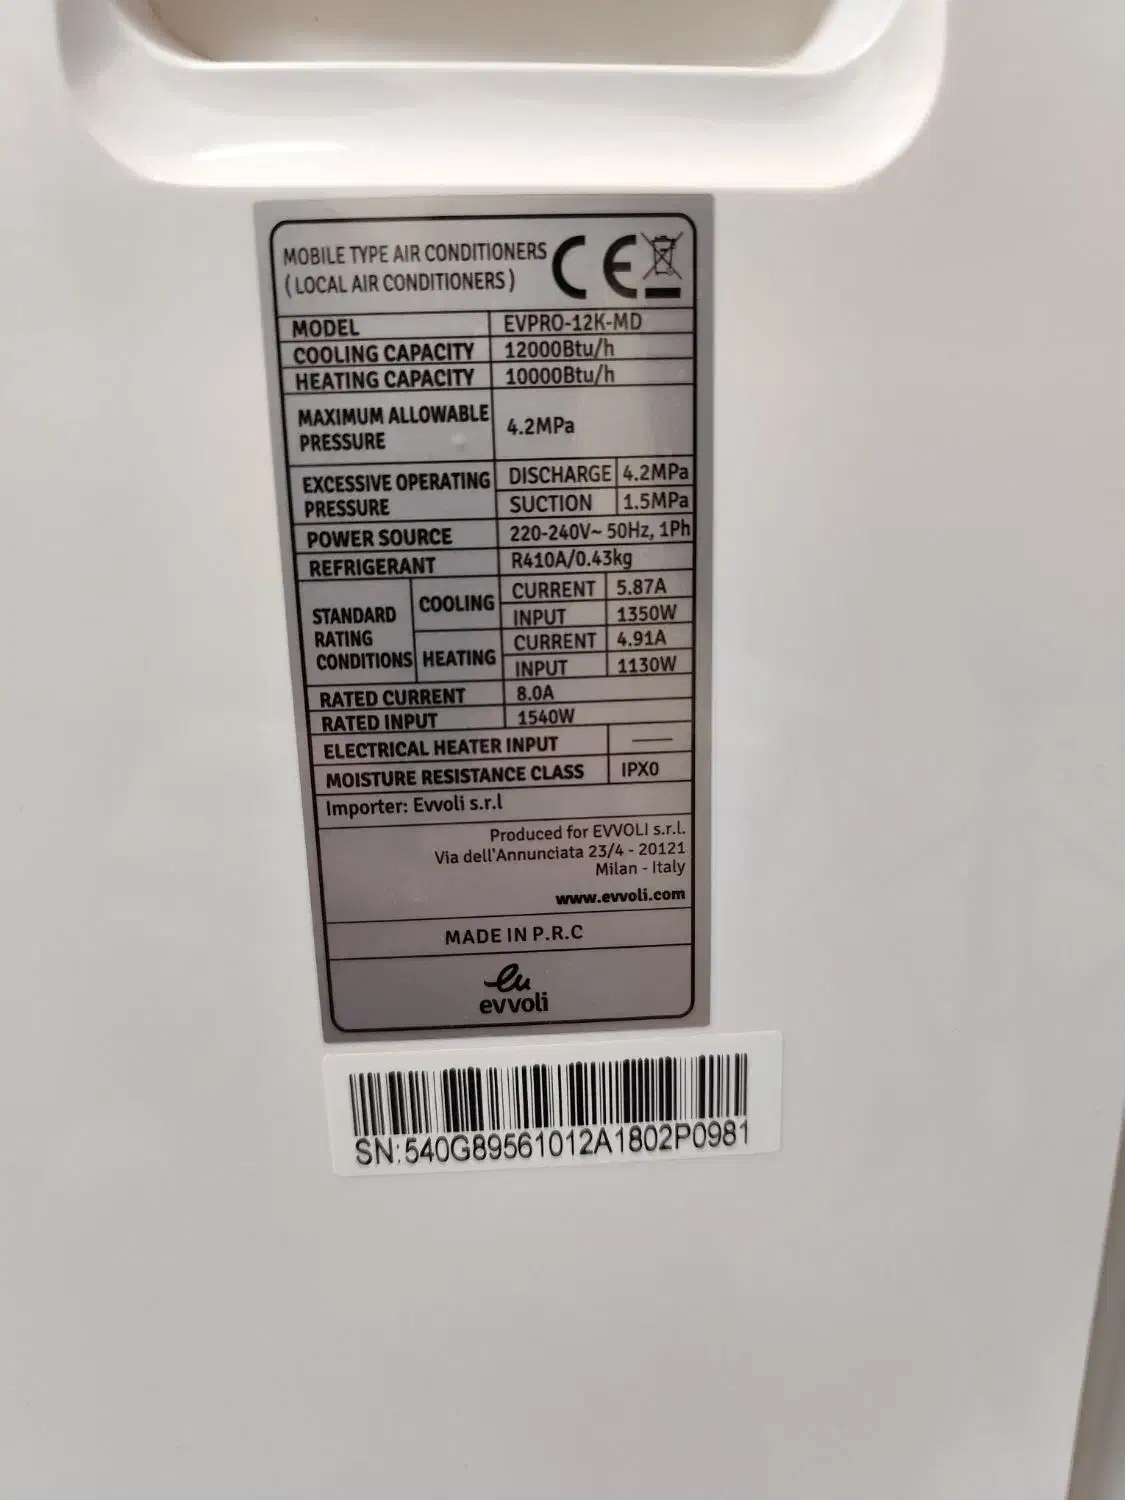 MOBILE TYPE AIR CONDITIONERS
(LOCAL AIR CONDITIONERS)
CE
MODEL EVPRO-12K-MD
COOLING CAPACITY 12000Btu/h
HEATING CAPACITY 10000Btu/h
MAXIMUM ALLOWABLE
PRESSURE 4.2MPa
EXCESSIVE OPERATING
PRESSURE
DISCHARGE 4.2MPa
SUCTION 1.5MPa
POWER SOURCE 220-240V~ 50Hz, 1Ph
REFRIGERANT R410A/0.43kg
STANDARD
RATING
CONDITIONS
COOLING
CURRENT 5.87A
INPUT 1350W
HEATING
CURRENT 4.91A
INPUT 1130W
RATED CURRENT 8.0A
RATED INPUT 1540W
ELECTRICAL HEATER INPUT —
MOISTURE RESISTANCE CLASS IPX0
Importer: Evvoli s.r.l
Produced for EVVOLI s.r.l.
Via dell'Annunciata 23/4 - 20121
Milan - Italy
www.evvoli.com
MADE IN P.R.C
evvoli
SN:540G89561012A1802P0981